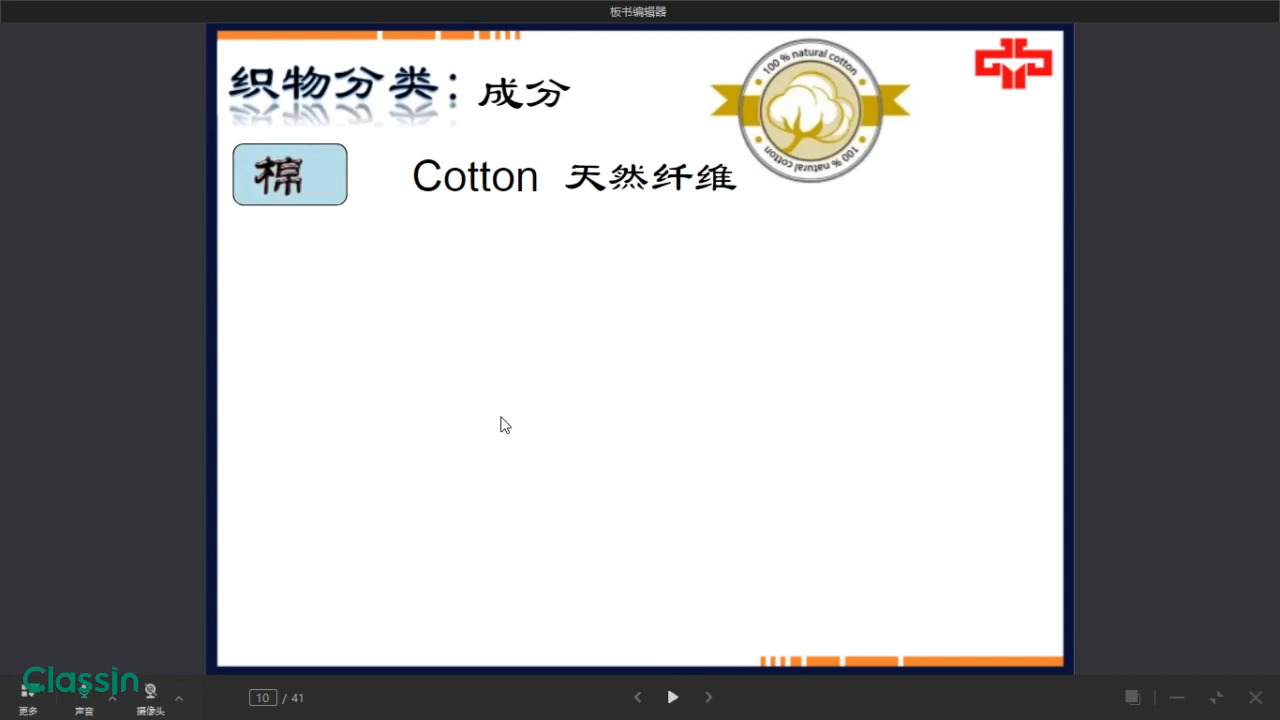 板书编辑器
织物分类：成分
100 % natural cotton
100 % natural cotton
棉
Cotton 天然纤维
ClassIn
更多
声音
摄像头
10 / 41